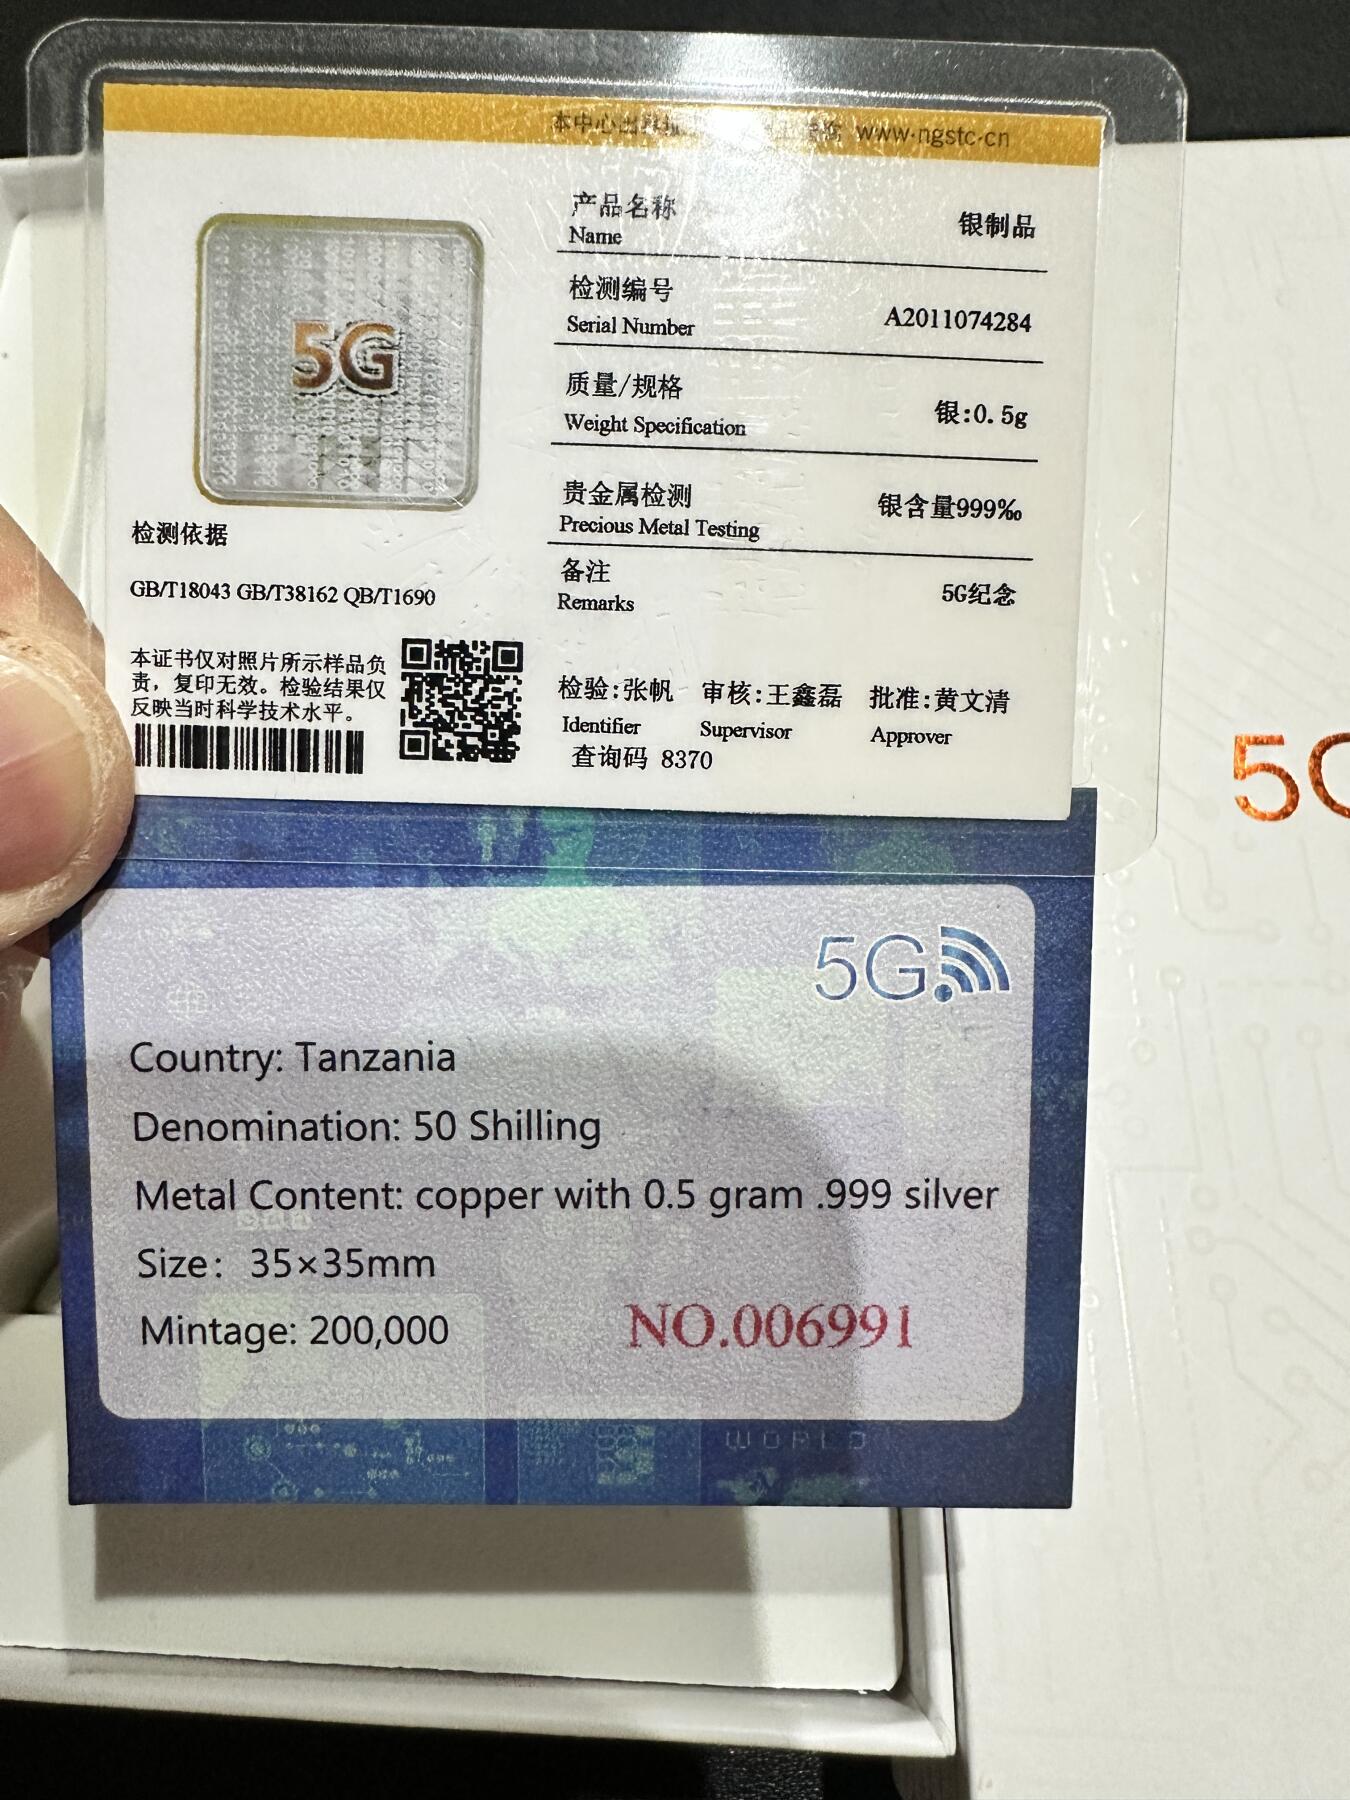 本中心出 www.ngstc.cn
5G
产品名称 银制品
Name
检测编号
Serial Number A2011074284
质量/规格
Weight Specification 银:0.5g
贵金属检测 银含量999‰
Precious Metal Testing
备注
Remarks 5G纪念
检测依据
GB/T18043 GB/T38162 QB/T1690
本证书仅对照片所示样品负
责，复印无效。检验结果仅
反映当时科学技术水平。
检验:张帆 审核:王鑫磊 批准:黄文清
Identifier Supervisor Approver
查询码 8370
5G
5G
Country: Tanzania
Denomination: 50 Shilling
Metal Content: copper with 0.5 gram .999 silver
Size: 35×35mm
Mintage: 200,000 NO.006991
WORLD